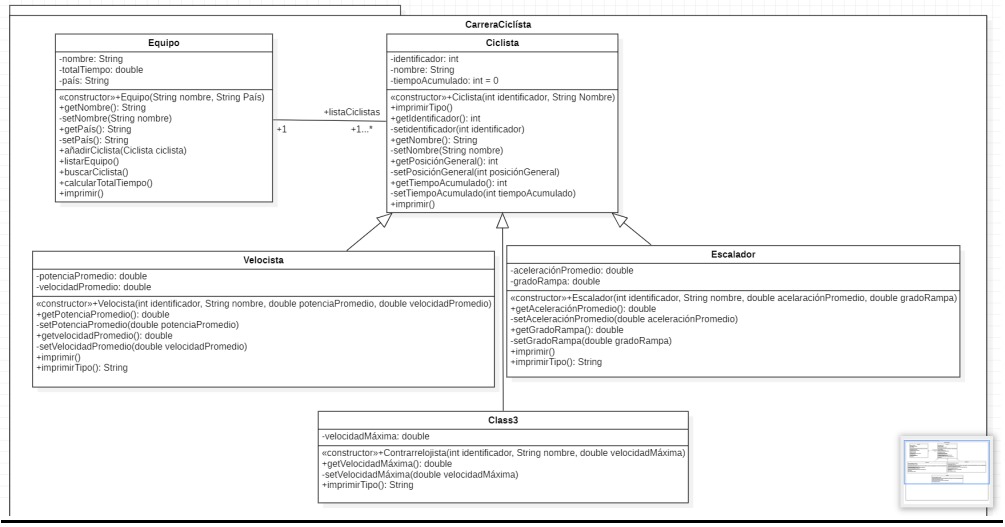 CarreraCiclísta
Equipo
-nombre: String
-totalTiempo: double
-país: String
«constructor»+Equipo(String nombre, String País)
+getNombre(): String
-setNombre(String nombre)
+getPaís(): String
-setPaís(): String
+añadirCiclista(Ciclista ciclista)
+listarEquipo()
+buscarCiclista()
+calcularTotalTiempo()
+imprimir()
+listaCiclistas
+1
+1...*
Ciclista
-identificador: int
-nombre: String
-tiempoAcumulado: int = 0
«constructor»+Ciclista(int identificador, String Nombre)
+imprimirTipo()
+getIdentificador(): int
-setidentificador(int identificador)
+getNombre(): String
-setNombre(String nombre)
+getPosiciónGeneral(): int
-setPosiciónGeneral(int posiciónGeneral)
+getTiempoAcumulado(): int
-setTiempoAcumulado(int tiempoAcumulado)
+imprimir()
Velocista
-potenciaPromedio: double
-velocidadPromedio: double
«constructor»+Velocista(int identificador, String nombre, double potenciaPromedio, double velocidadPromedio)
+getPotenciaPromedio(): double
-setPotenciaPromedio(double potenciaPromedio)
+getvelocidadPromedio(): double
-setVelocidadPromedio(double velocidadPromedio)
+imprimir()
+imprimirTipo(): String
Escalador
-aceleraciónPromedio: double
-gradoRampa: double
«constructor»+Escalador(int identificador, String nombre, double acelaraciónPromedio, double gradoRampa)
+getAceleraciónPromedio(): double
-setAceleraciónPromedio(double aceleraciónPromedio)
+getGradoRampa(): double
-setGradoRampa(double gradoRampa)
+imprimir()
+imprimirTipo(): String
Class3
-velocidadMáxima: double
«constructor»+Contrarrelojista(int identificador, String nombre, double velocidadMáxima)
+getVelocidadMáxima(): double
-setVelocidadMáxima(double velocidadMáxima)
+imprimirTipo(): String